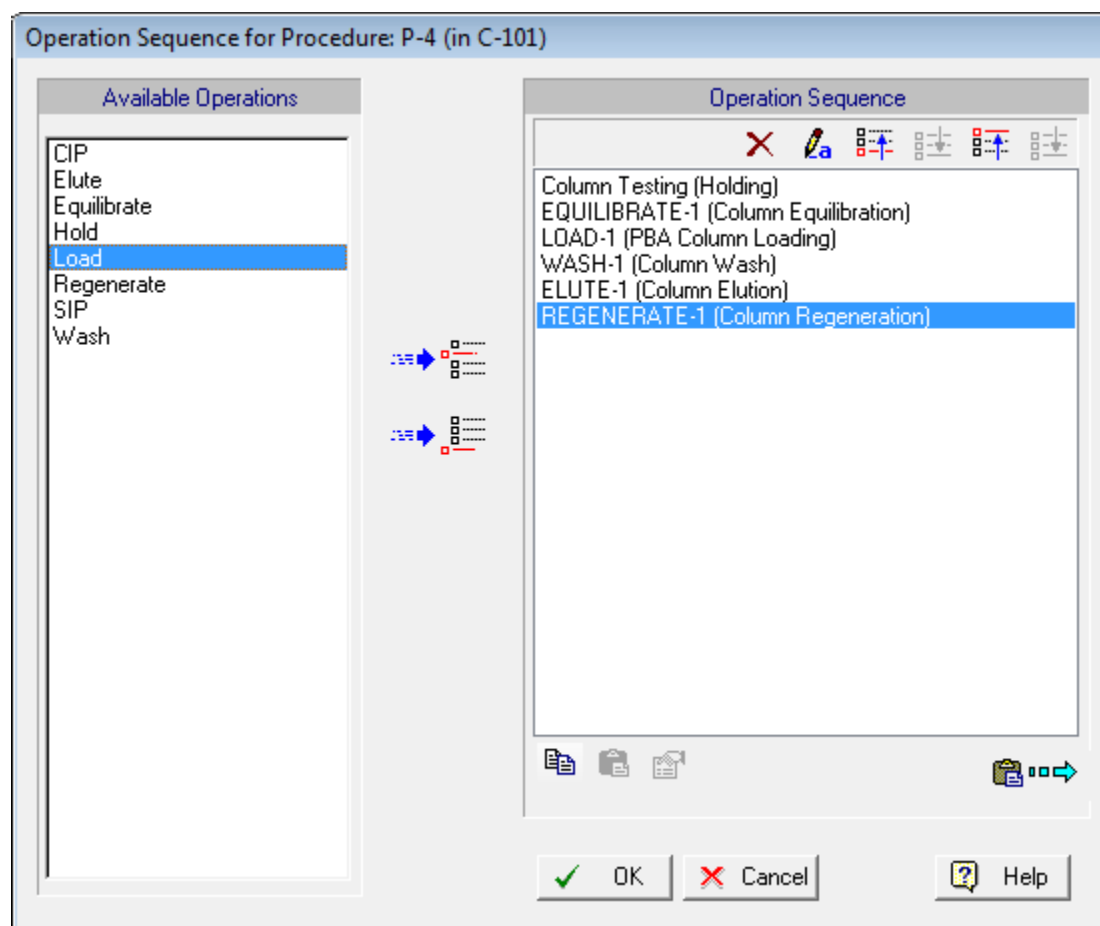 Operation Sequence for Procedure: P-4 (in C-101)
Available Operations
CIP
Elute
Equilibrate
Hold
Load
Regenerate
SIP
Wash
Operation Sequence
a
Column Testing (Holding)
EQUILIBRATE-1 (Column Equilibration)
LOAD-1 (PBA Column Loading)
WASH-1 (Column Wash)
ELUTE-1 (Column Elution)
REGENERATE-1 (Column Regeneration)
OK
Cancel
? Help